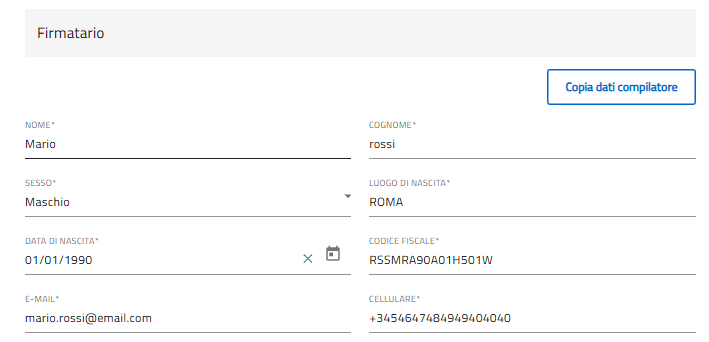 Firmatario
Copia dati compilatore
NOME*
COGNOME*
Mario
rossi
SESSO*
LUOGO DI NASCITA*
Maschio
ROMA
DATA DI NASCITA*
CODICE FISCALE*
01/01/1990
RSSMRA90A01H501W
E-MAIL*
CELLULARE*
mario.rossi@email.com
+3454647484949404040